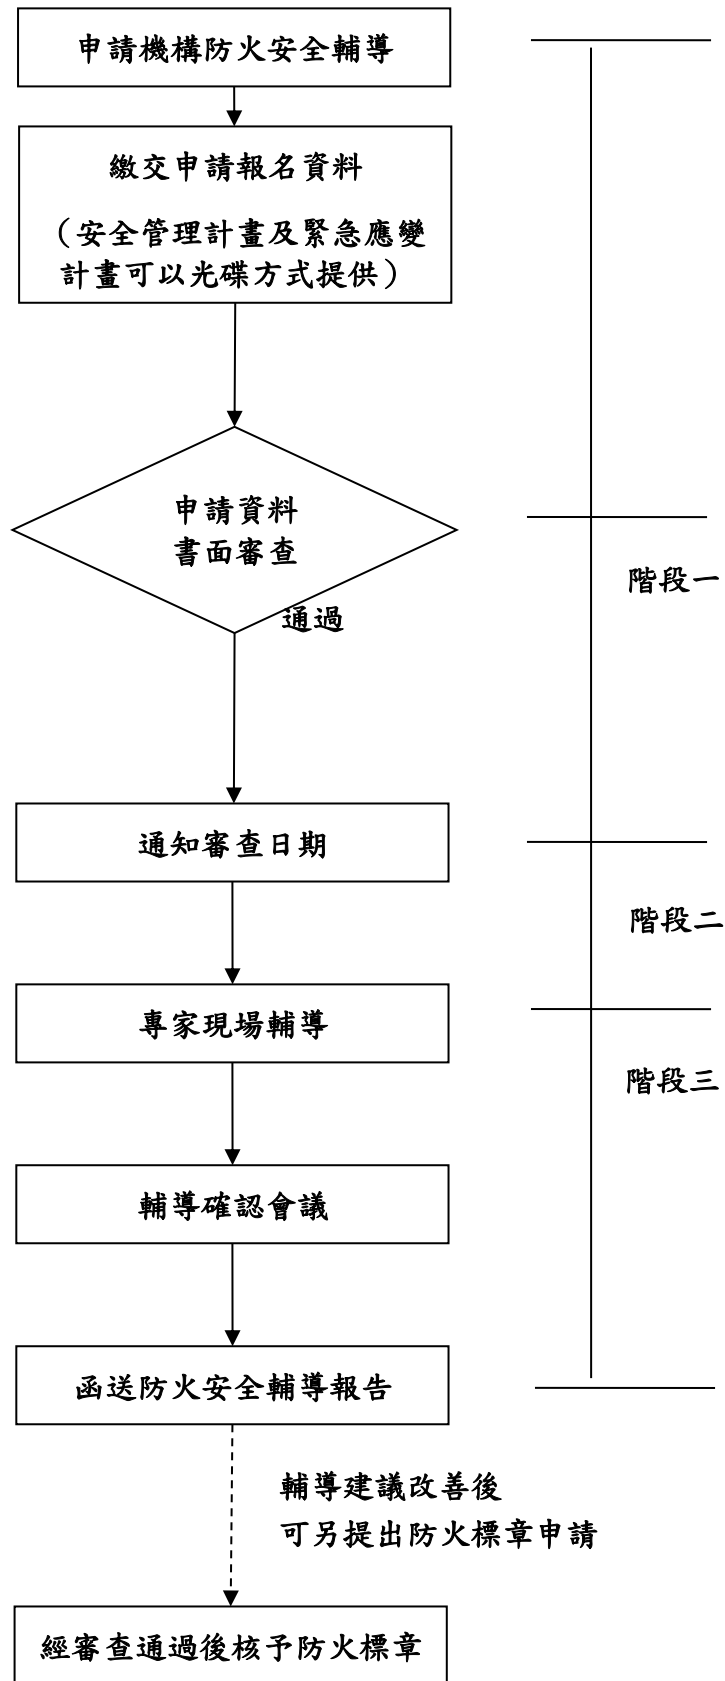 申請機構防火安全輔導
繳交申請報名資料
（安全管理計畫及緊急應變
計畫可以光碟方式提供）
申請資料
書面審查
階段一
通過
通知審查日期
階段二
專家現場輔導
階段三
輔導確認會議
函送防火安全輔導報告
輔導建議改善後
可另提出防火標章申請
經審查通過後核予防火標章